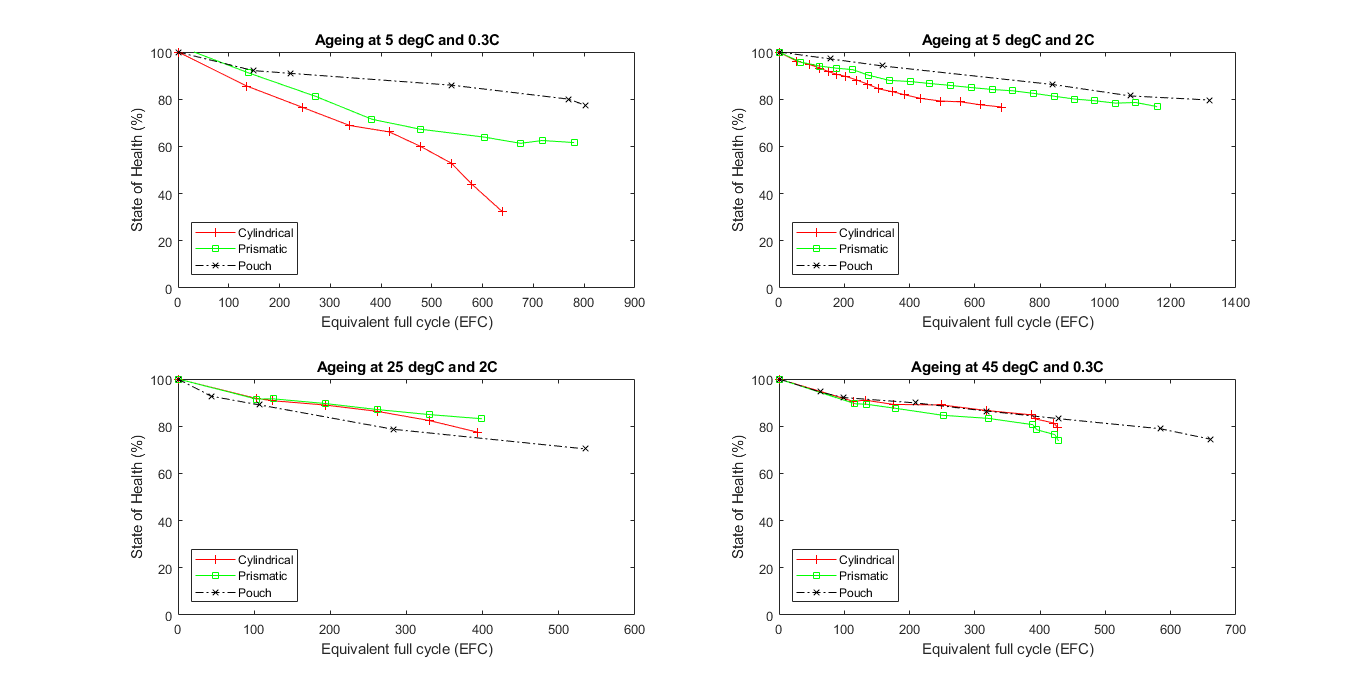 Ageing at 5 degC and 0.3C
State of Health (%)
100
80
60
40
20
0
Cylindrical
Prismatic
Pouch
0 100 200 300 400 500 600 700 800 900
Equivalent full cycle (EFC)
Ageing at 5 degC and 2C
State of Health (%)
100
80
60
40
20
0
Cylindrical
Prismatic
Pouch
0 200 400 600 800 1000 1200 1400
Equivalent full cycle (EFC)
Ageing at 25 degC and 2C
State of Health (%)
100
80
60
40
20
0
Cylindrical
Prismatic
Pouch
0 100 200 300 400 500 600
Equivalent full cycle (EFC)
Ageing at 45 degC and 0.3C
State of Health (%)
100
80
60
40
20
0
Cylindrical
Prismatic
Pouch
0 100 200 300 400 500 600 700
Equivalent full cycle (EFC)